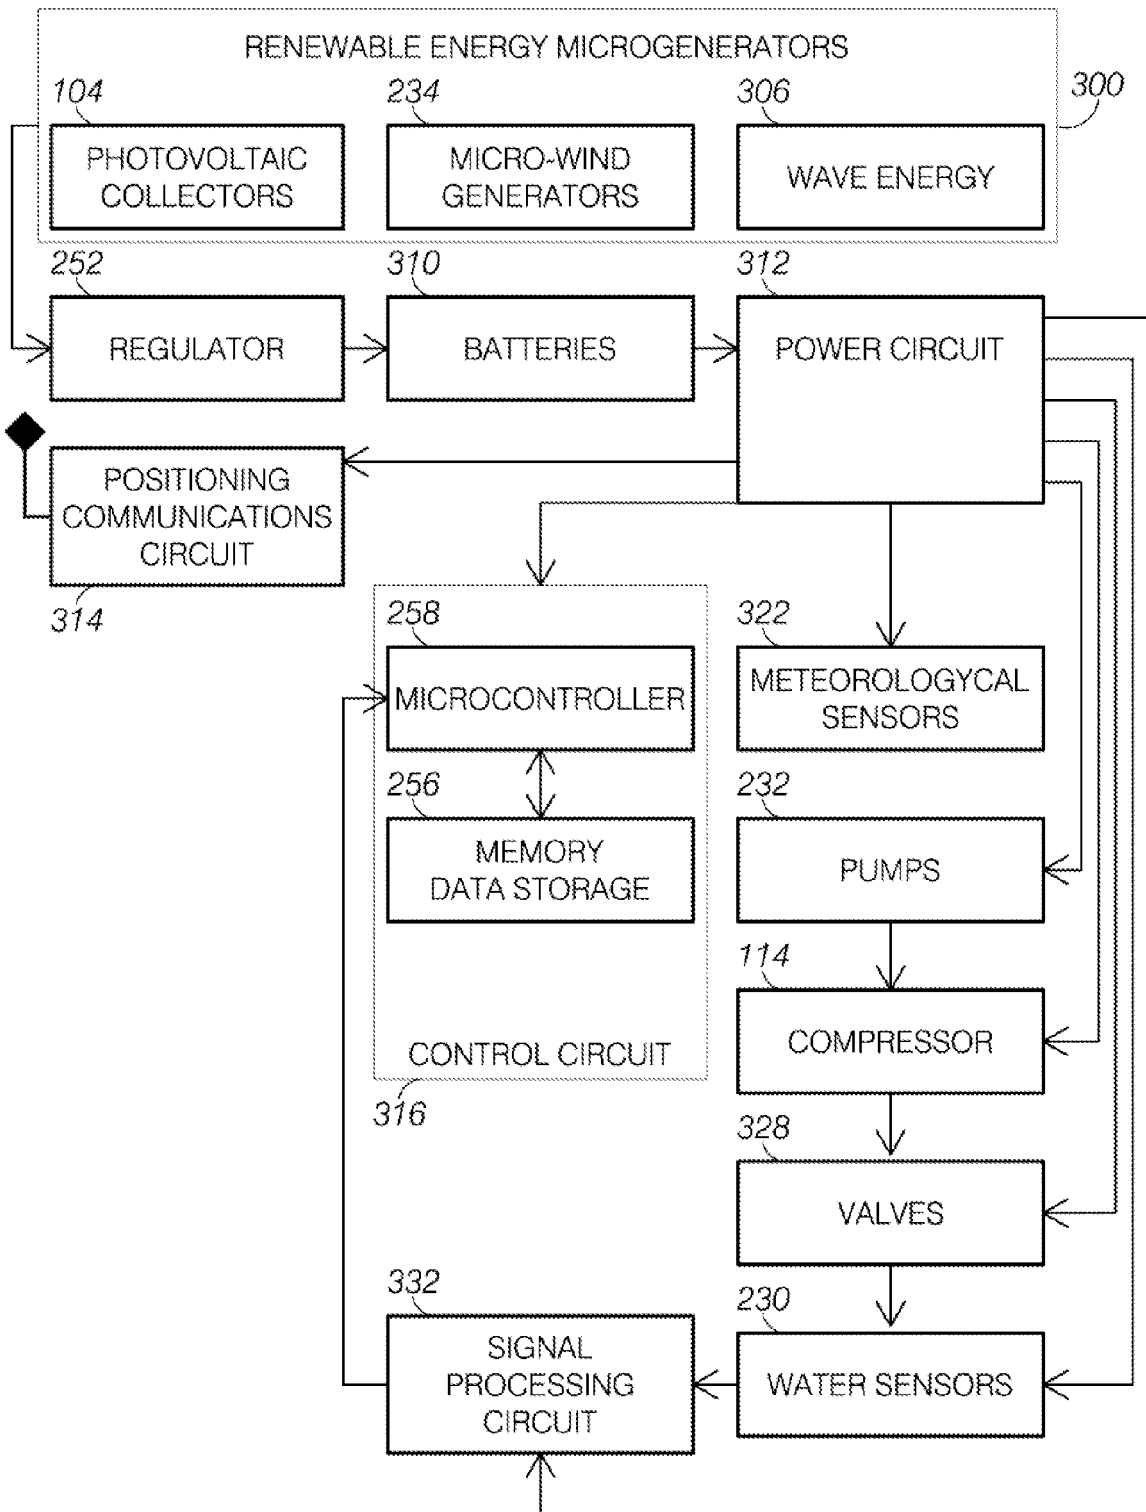 RENEWABLE ENERGY MICROGENERATORS
300
104
234
306
PHOTOVOLTAIC
COLLECTORS
MICRO-WIND
GENERATORS
WAVE ENERGY
252
310
312
REGULATOR
BATTERIES
POWER CIRCUIT
POSITIONING
COMMUNICATIONS
CIRCUIT
314
258
322
MICROCONTROLLER
METEOROLOGYCAL
SENSORS
256
232
MEMORY
DATA STORAGE
PUMPS
114
COMPRESSOR
CONTROL CIRCUIT
316
328
VALVES
332
230
SIGNAL
PROCESSING
CIRCUIT
WATER SENSORS